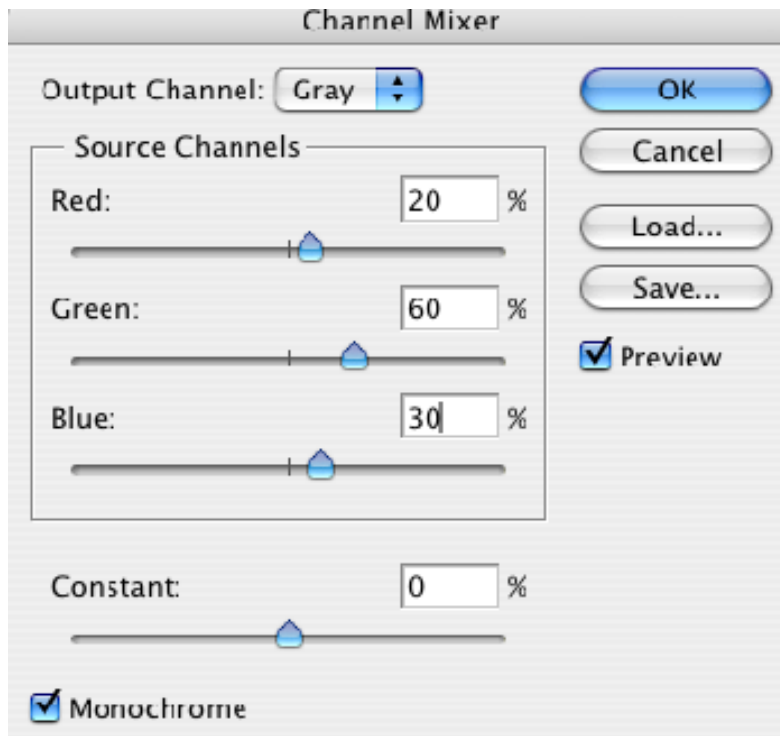 Channel Mixer
Output Channel: Gray
OK
Source Channels
Cancel
Red: 20 %
Load...
Green: 60 %
Save...
Preview
Blue: 30 %
Constant: 0 %
Monochrome